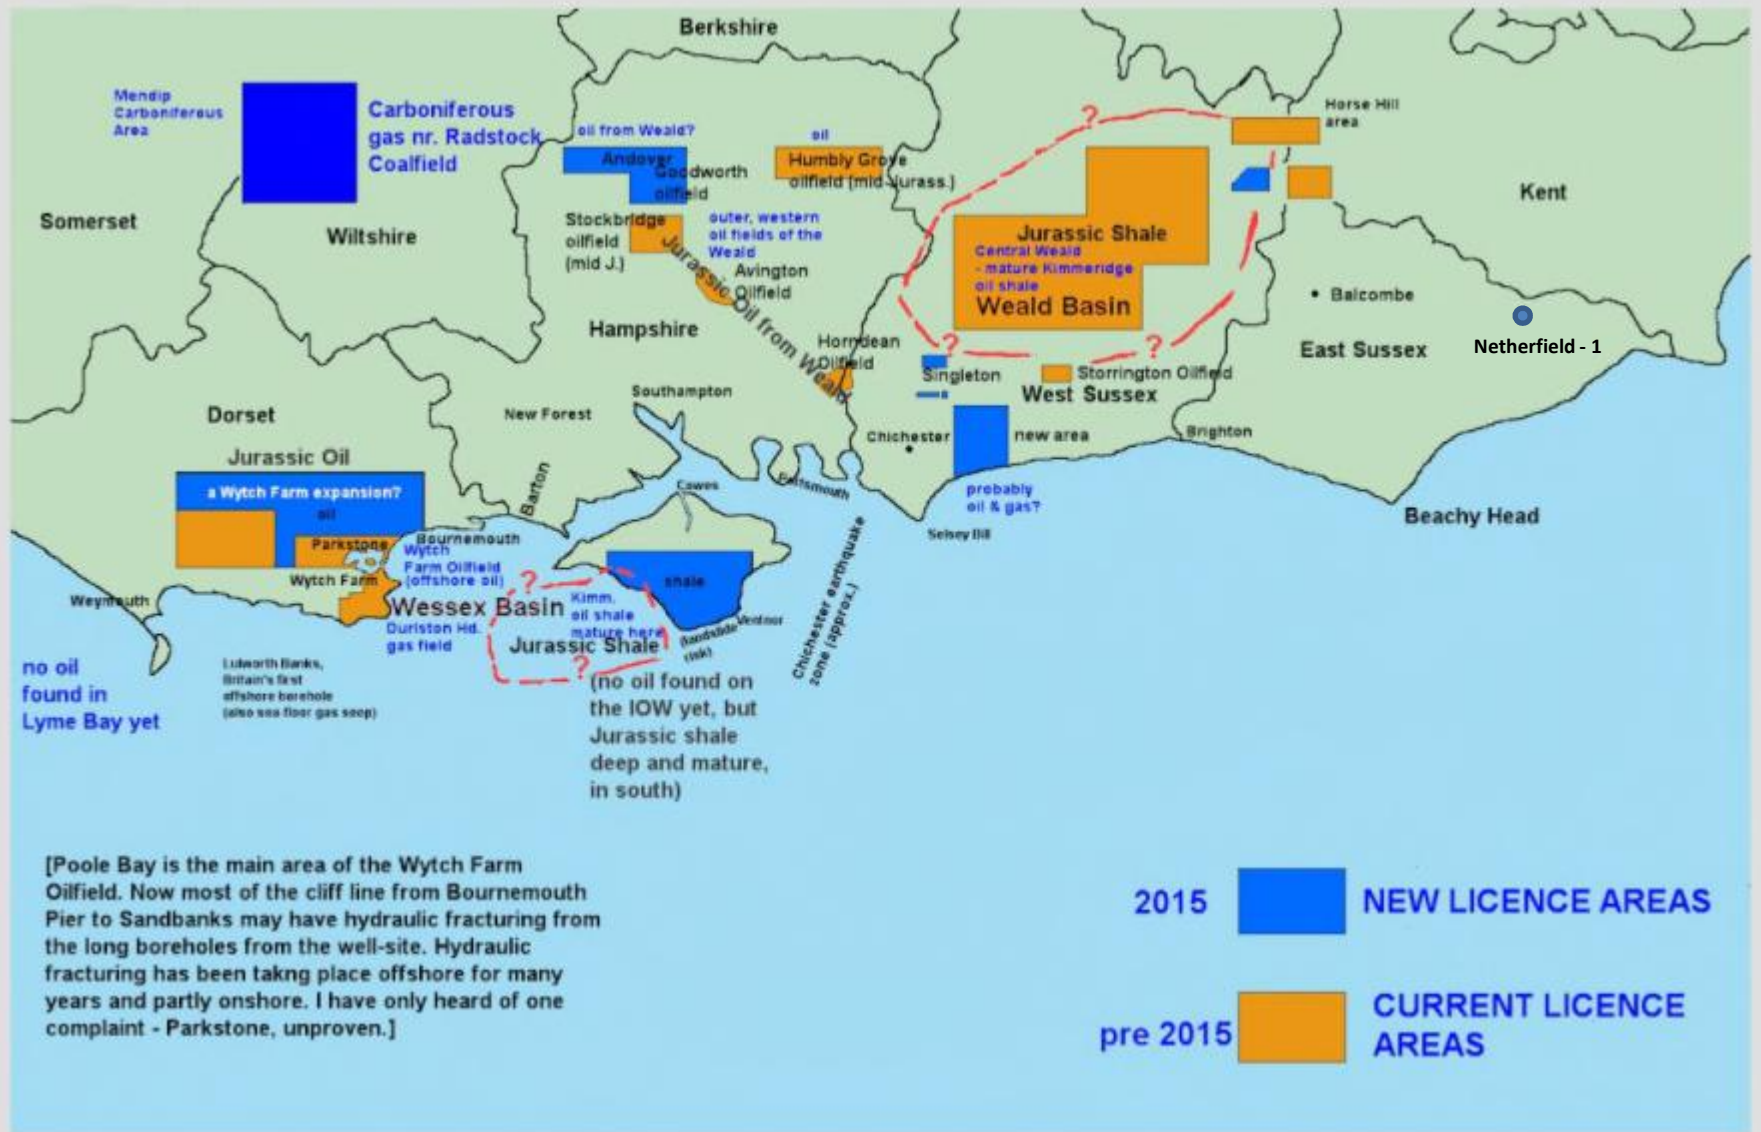 Berkshire
Mendip
Carboniferous
Area
Carboniferous
gas nr. Radstock
Coalfield
oil from Weald?
oil
?
Horse Hill
area
Andover
Goodworth
oilfield
Humbly Grove
oilfield (mid-Jurass.)
Somerset
Wiltshire
Kent
Stockbridge
oilfield
(mid J.)
outer, western
oil fields of the
Weald
Jurassic Oil from Weald
Avington
Oilfield
Jurassic Shale
Central Weald
- mature Kimmeridge
oil shale
Weald Basin
Balcombe
Netherfield - 1
Hampshire
Horndean
Oilfield
?
?
East Sussex
Singleton
Storrington Oilfield
West Sussex
Southampton
New Forest
Dorset
Chichester
new area
Brighton
Jurassic Oil
a Wytch Farm expansion?
oil
Barton
Cowes
Portsmouth
probably
oil & gas?
Selsey Bill
Beachy Head
Parkstone
Bournemouth
Wytch
Farm Oilfield
(offshore oil)
Wytch Farm
?
shale
Chichester earthquake
zone (approx.)
Weymouth
Wessex Basin
Kimm.
oil shale
mature here
Durlston Hd.
gas field
Jurassic Shale
?
Ventnor
(landslide
risk)
no oil
found in
Lyme Bay yet
Lulworth Banks,
Britain's first
offshore borehole
(also sea floor gas seep)
(no oil found on
the IOW yet, but
Jurassic shale
deep and mature,
in south)
[Poole Bay is the main area of the Wytch Farm
Oilfield. Now most of the cliff line from Bournemouth
Pier to Sandbanks may have hydraulic fracturing from
the long boreholes from the well-site. Hydraulic
fracturing has been takng place offshore for many
years and partly onshore. I have only heard of one
complaint - Parkstone, unproven.]
2015
NEW LICENCE AREAS
pre 2015
CURRENT LICENCE
AREAS